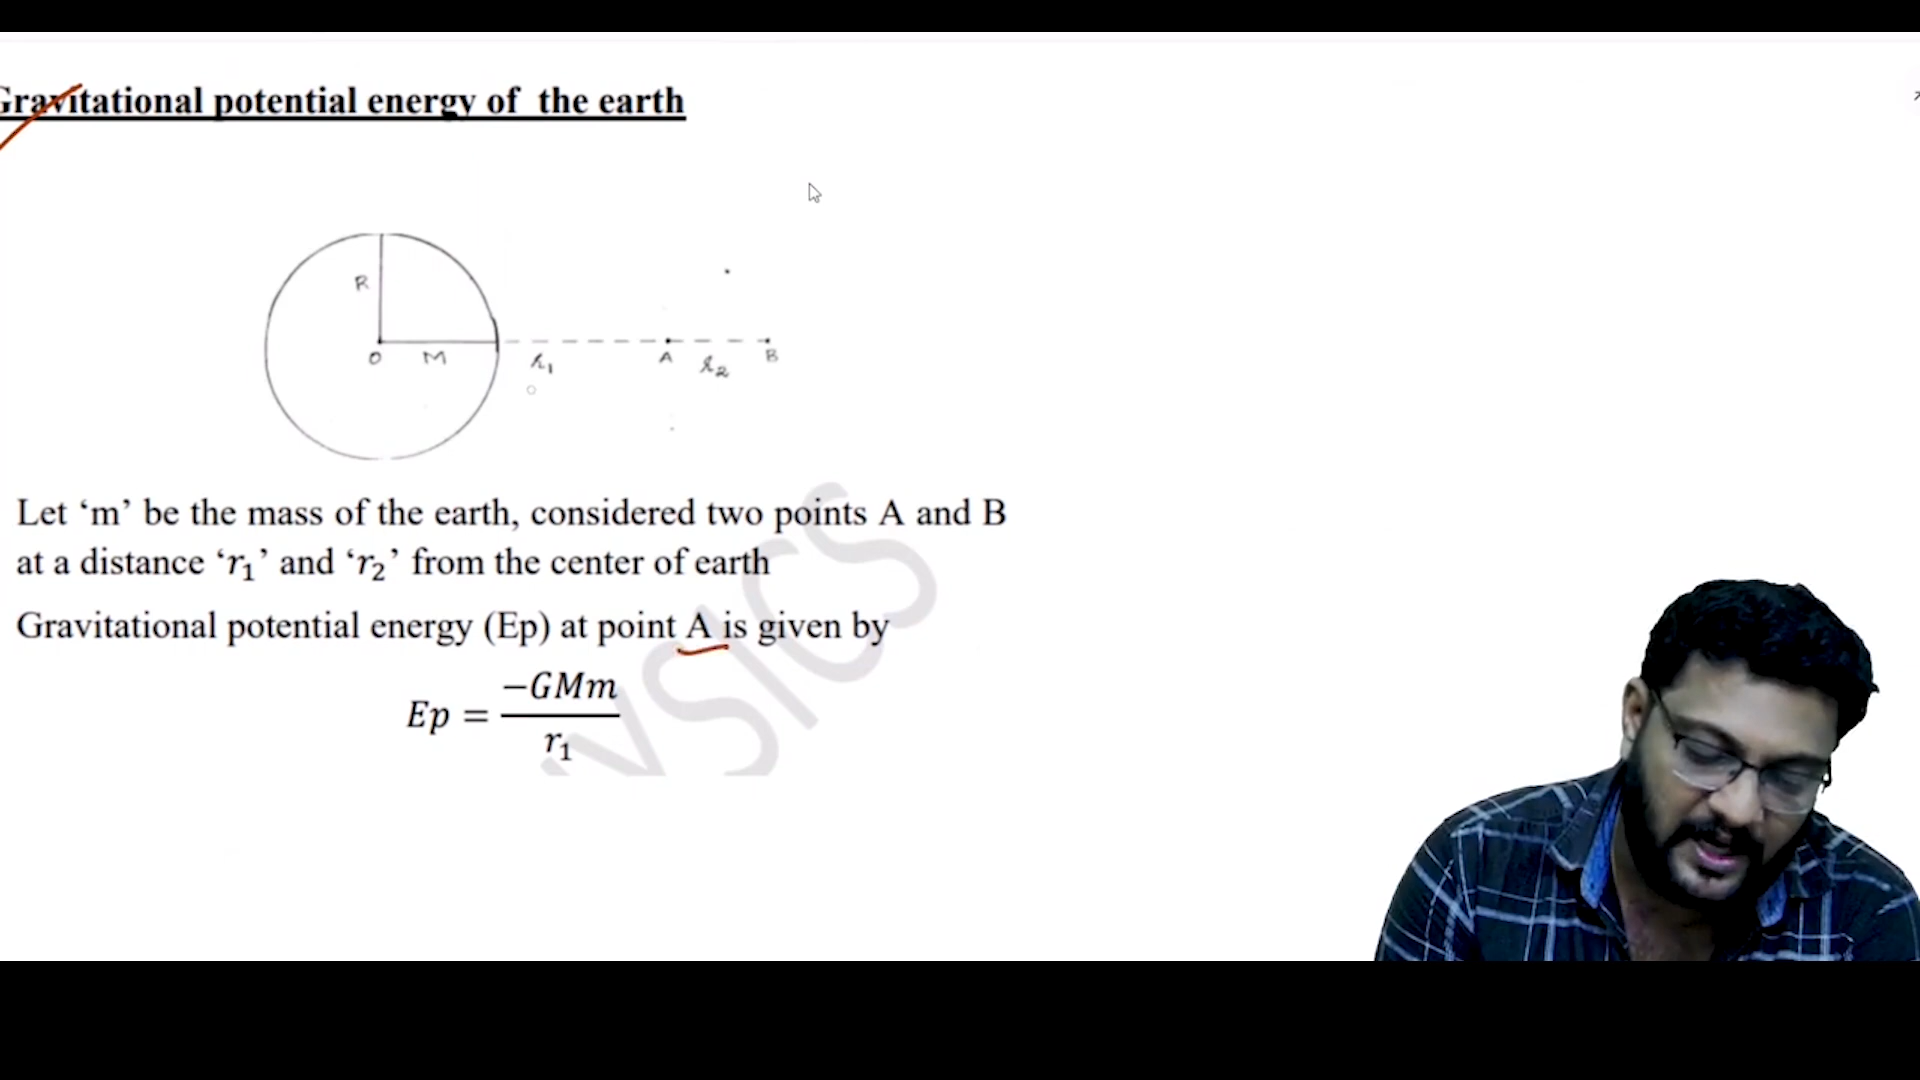 Gravitational potential energy of the earth
R
O M r₁ A r₂ B
Let ‘m’ be the mass of the earth, considered two points A and B
at a distance ‘r₁’ and ‘r₂’ from the center of earth
Gravitational potential energy (Ep) at point A is given by
Ep = −GMm / r₁
YSICS